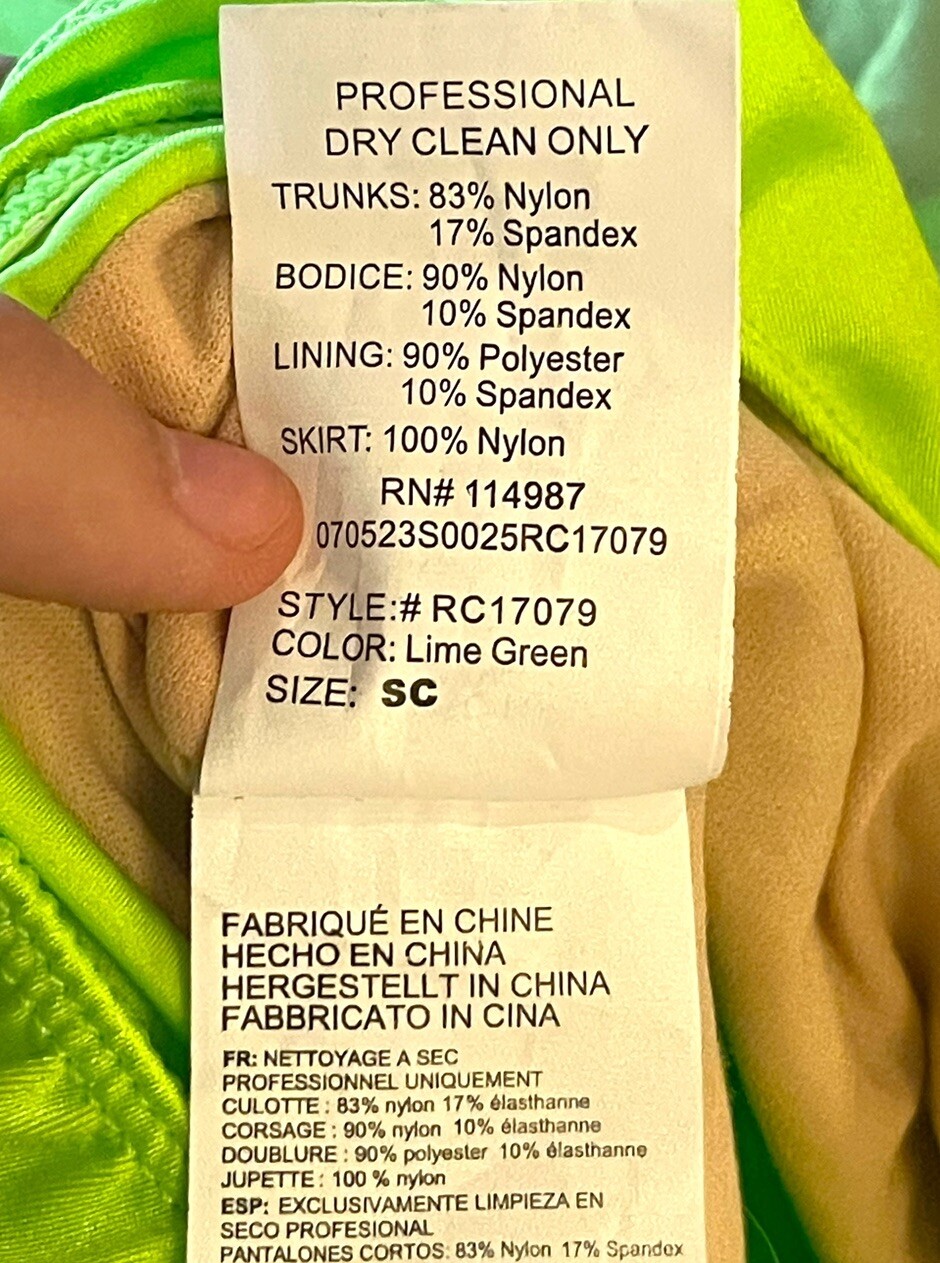 PROFESSIONAL
DRY CLEAN ONLY
TRUNKS: 83% Nylon
17% Spandex
BODICE: 90% Nylon
10% Spandex
LINING: 90% Polyester
10% Spandex
SKIRT: 100% Nylon
RN# 114987
070523S0025RC17079
STYLE:# RC17079
COLOR: Lime Green
SIZE: SC
FABRIQUÉ EN CHINE
HECHO EN CHINA
HERGESTELLT IN CHINA
FABBRICATO IN CINA
FR: NETTOYAGE A SEC
PROFESSIONNEL UNIQUEMENT
CULOTTE : 83% nylon 17% élasthanne
CORSAGE : 90% nylon 10% élasthanne
DOUBLURE : 90% polyester 10% élasthanne
JUPETTE : 100 % nylon
ESP: EXCLUSIVAMENTE LIMPIEZA EN
SECO PROFESIONAL
PANTALONES CORTOS: 83% Nylon 17% Spandex